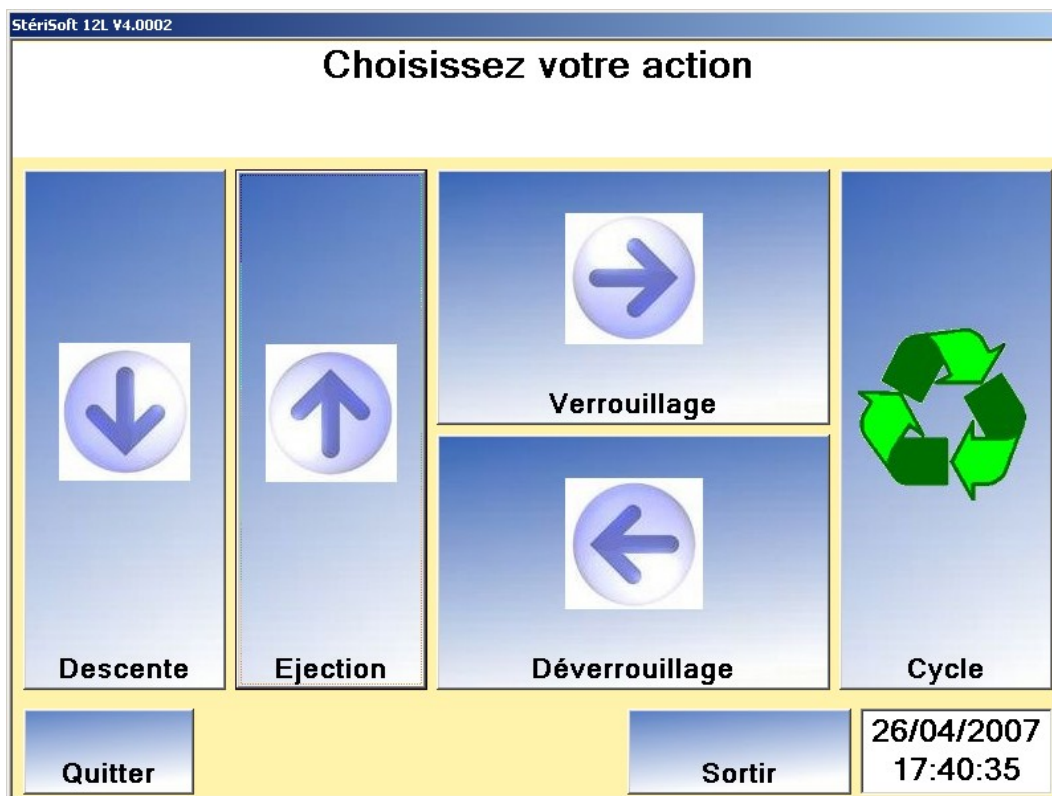 StériSoft 12L V4.0002
Choisissez votre action
Verrouillage
Descente
Ejection
Déverrouillage
Cycle
Quitter
Sortir
26/04/2007
17:40:35